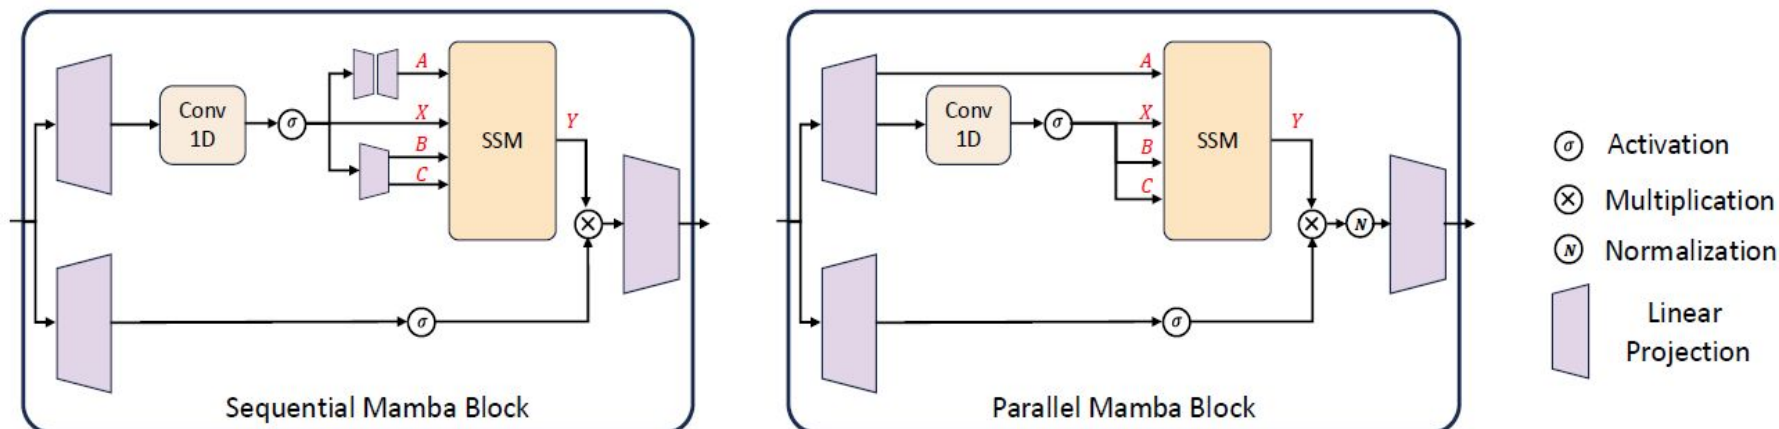 Conv
1D
σ
A
X
B
C
SSM
Y
×
σ
Sequential Mamba Block
Conv
1D
σ
A
X
B
C
SSM
Y
×
N
σ
Parallel Mamba Block
σ Activation
× Multiplication
N Normalization
Linear
Projection